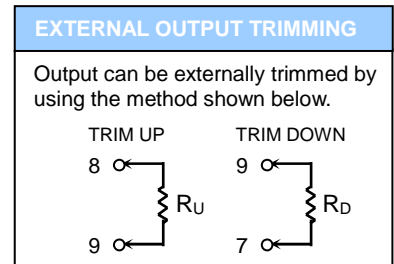 EXTERNAL OUTPUT TRIMMING
Output can be externally trimmed by
using the method shown below.
TRIM UP TRIM DOWN
8 9
RU RD
9 7